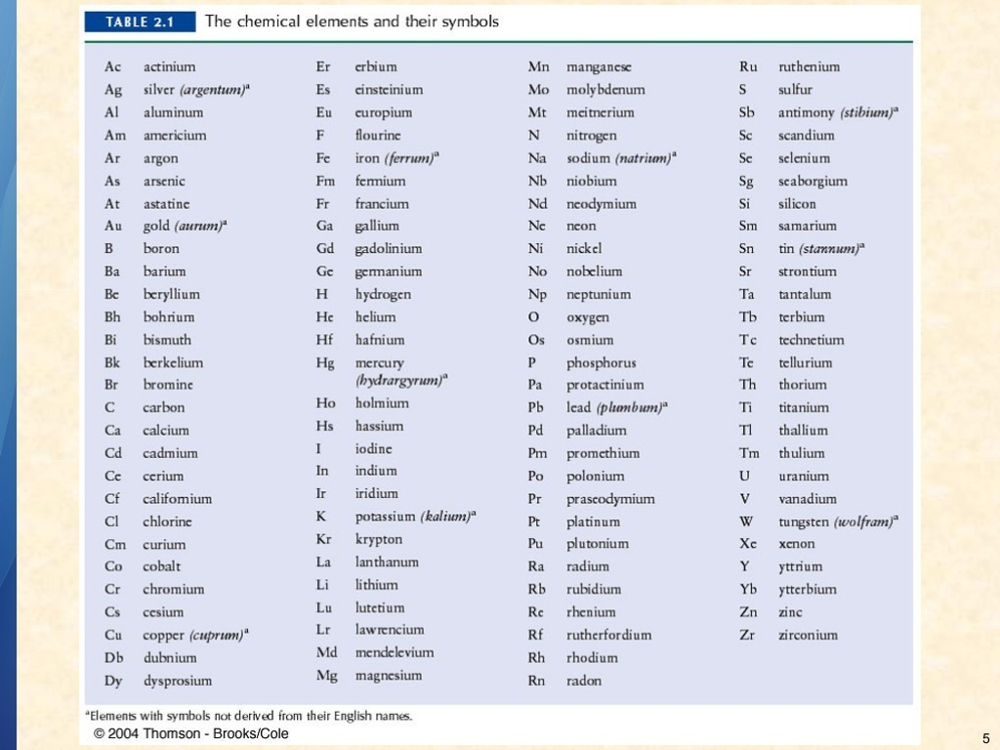 TABLE 2.1 The chemical elements and their symbols
Ac actinium
Ag silver (argentum)ᵃ
Al aluminum
Am americium
Ar argon
As arsenic
At astatine
Au gold (aurum)ᵃ
B boron
Ba barium
Be beryllium
Bh bohrium
Bi bismuth
Bk berkelium
Br bromine
C carbon
Ca calcium
Cd cadmium
Ce cerium
Cf californium
Cl chlorine
Cm curium
Co cobalt
Cr chromium
Cs cesium
Cu copper (cuprum)ᵃ
Db dubnium
Dy dysprosium
Er erbium
Es einsteinium
Eu europium
F flourine
Fe iron (ferrum)ᵃ
Fm fermium
Fr francium
Ga gallium
Gd gadolinium
Ge germanium
H hydrogen
He helium
Hf hafnium
Hg mercury
(hydrargyrum)ᵃ
Ho holmium
Hs hassium
I iodine
In indium
Ir iridium
K potassium (kalium)ᵃ
Kr krypton
La lanthanum
Li lithium
Lu lutetium
Lr lawrencium
Md mendelevium
Mg magnesium
Mn manganese
Mo molybdenum
Mt meitnerium
N nitrogen
Na sodium (natrium)ᵃ
Nb niobium
Nd neodymium
Ne neon
Ni nickel
No nobelium
Np neptunium
O oxygen
Os osmium
P phosphorus
Pa protactinium
Pb lead (plumbum)ᵃ
Pd palladium
Pm promethium
Po polonium
Pr praseodymium
Pt platinum
Pu plutonium
Ra radium
Rb rubidium
Re rhenium
Rf rutherfordium
Rh rhodium
Rn radon
Ru ruthenium
S sulfur
Sb antimony (stibium)ᵃ
Sc scandium
Se selenium
Sg seaborgium
Si silicon
Sm samarium
Sn tin (stannum)ᵃ
Sr strontium
Ta tantalum
Tb terbium
Tc technetium
Te tellurium
Th thorium
Ti titanium
Tl thallium
Tm thulium
U uranium
V vanadium
W tungsten (wolfram)ᵃ
Xe xenon
Y yttrium
Yb ytterbium
Zn zinc
Zr zirconium
ᵃElements with symbols not derived from their English names.
© 2004 Thomson - Brooks/Cole
5